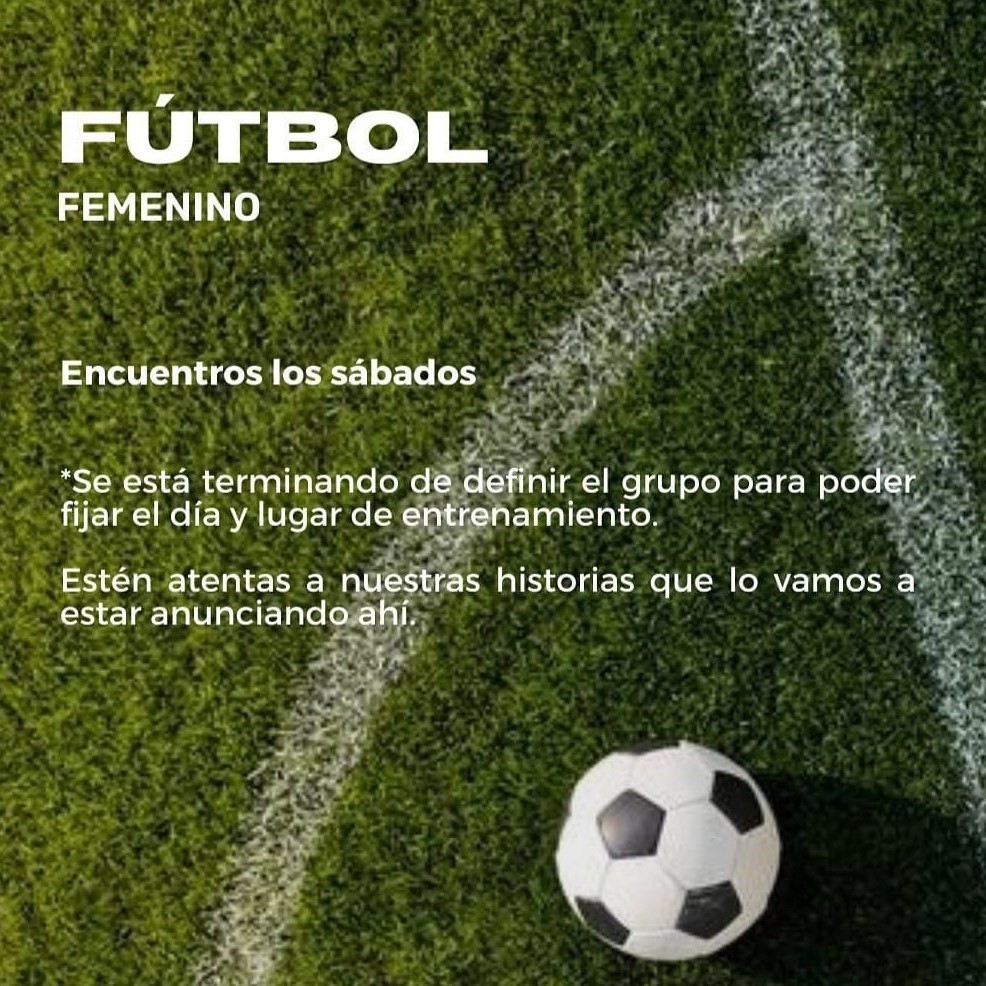 FÚTBOL
FEMENINO
Encuentros los sábados
*Se está terminando de definir el grupo para poder
fijar el día y lugar de entrenamiento.
Estén atentas a nuestras historias que lo vamos a
estar anunciando ahí.